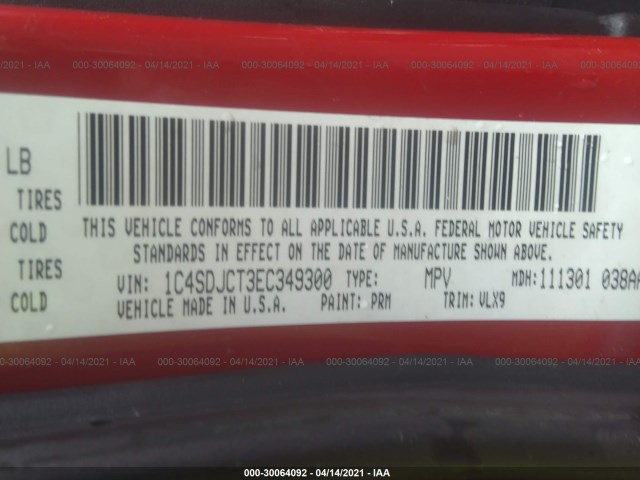 000-30064092 - 04/14/2021 - IAA
LB
TIRES
COLD
TIRES
COLD
THIS VEHICLE CONFORMS TO ALL APPLICABLE U.S.A. FEDERAL MOTOR VEHICLE SAFETY
STANDARDS IN EFFECT ON THE DATE OF MANUFACTURE SHOWN ABOVE.
VIN: 1C4SDJCT3EC349300 TYPE: MPV MDH:111301 038AA
VEHICLE MADE IN U.S.A. PAINT: PRM TRIM:VLX9
000-30064092 - 04/14/2021 - IAA
000-30064092 - 04/14/2021 - IAA